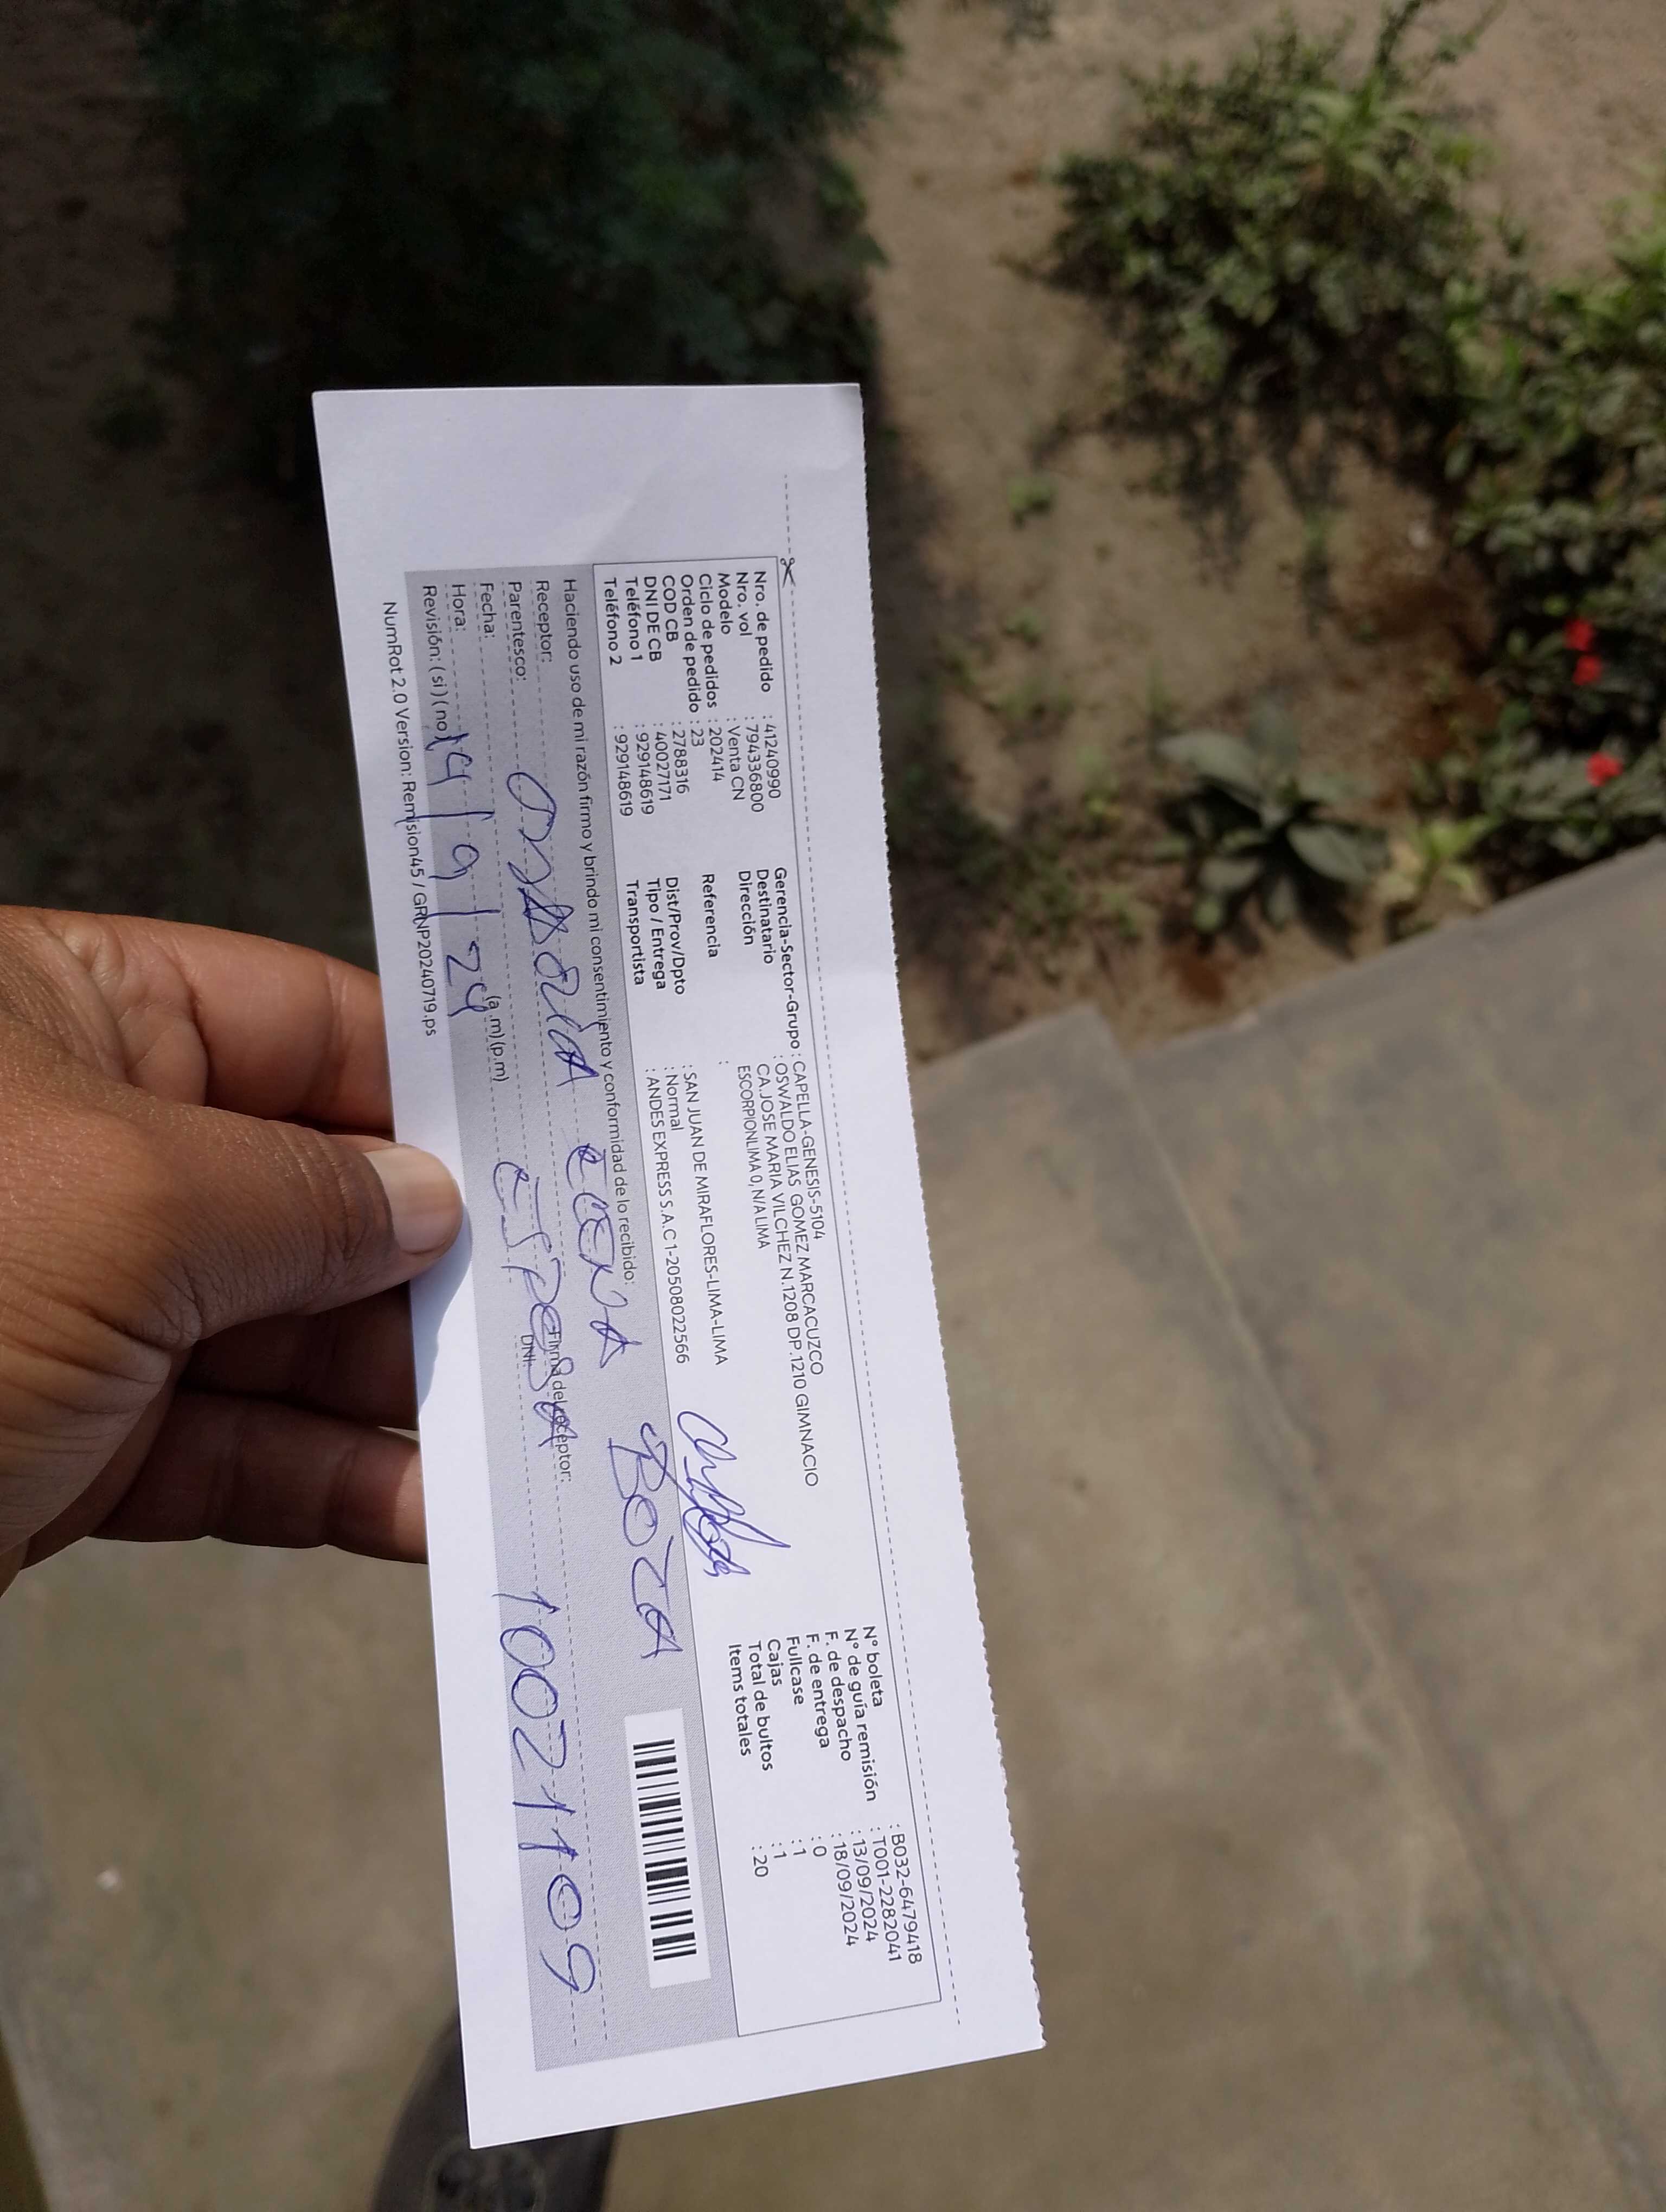 Nro. de pedido : 41240990
Nro. vol : 794336800
Modelo : Venta CN
Ciclo de pedidos : 202414
Orden de pedido : 23
COD CB : 2788316
DNI DE CB : 40027171
Teléfono 1 : 929148619
Teléfono 2 : 929148619
Gerencia-Sector-Grupo : CAPELLA-GENESIS-5104
Destinatario : OSWALDO ELIAS GOMEZ MARCACUZCO
Dirección : CA.JOSE MARIA VILCHEZ N.1208 DP.1210 GIMNACIO
ESCORPIONLIMA 0, N/A LIMA
Referencia :
Dist/Prov/Dpto : SAN JUAN DE MIRAFLORES-LIMA-LIMA
Tipo / Entrega : Normal
Transportista : ANDES EXPRESS S.A.C 1-20508022566
N° boleta : B032-6479418
N° de guía remisión : T001-2282041
F. de despacho : 13/09/2024
F. de entrega : 18/09/2024
Fullcase : 0
Cajas : 1
Total de bultos : 1
Items totales : 20
Haciendo uso de mi razón firmo y brindo mi consentimiento y conformidad de lo recibido:
Receptor: BOZA
Parentesco: ESPOSA
Firma del receptor:
Fecha: 19/9/24
DNI: 10021109
Hora: (a.m)(p.m)
Revisión: (si) (no)
NumRot 2.0 Version: Remision45 / GRNP20240719.ps